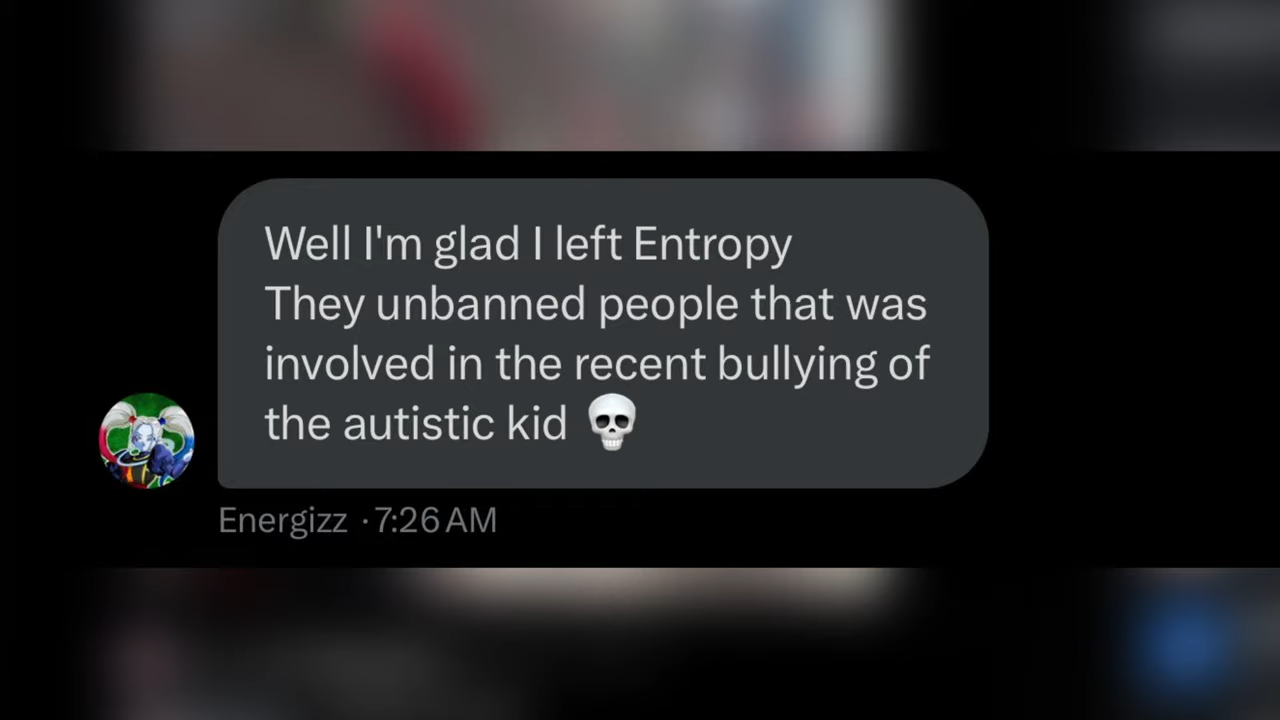 Well I'm glad I left Entropy
They unbanned people that was
involved in the recent bullying of
the autistic kid 💀
Energizz · 7:26 AM